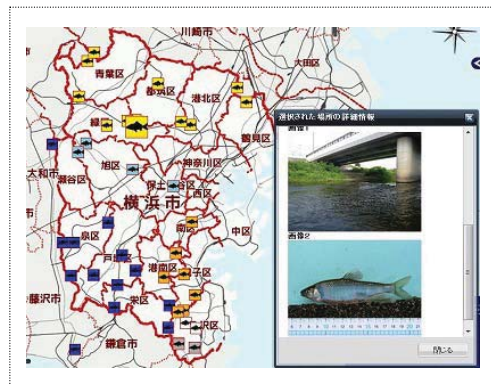 川崎市
大田区
青葉区
都筑区
港北区
緑区
鶴見区
選択された場所の詳細情報
画像1
大和市
瀬谷区
旭区
神奈川区
保土ヶ谷区
西区
横浜市
南区
中区
泉区
戸塚区
港南区
磯子区
画像2
栄区
藤沢市
金沢区
鎌倉市
閉じる